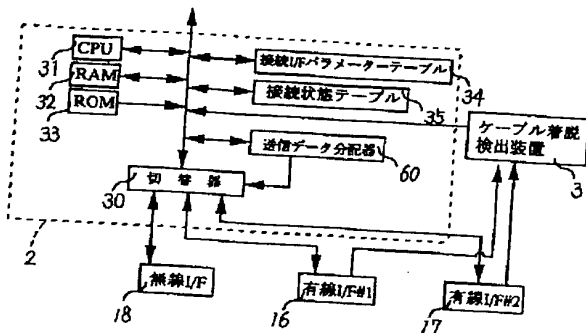 CPU
31
RAM
32
ROM
33
接続I/Fパラメーターテーブル
34
接続状態テーブル
35
送信データ分配器
60
ケーブル着脱
検出装置
3
切替器
30
2
無線I/F
18
有線I/F#1
16
有線I/F#2
17